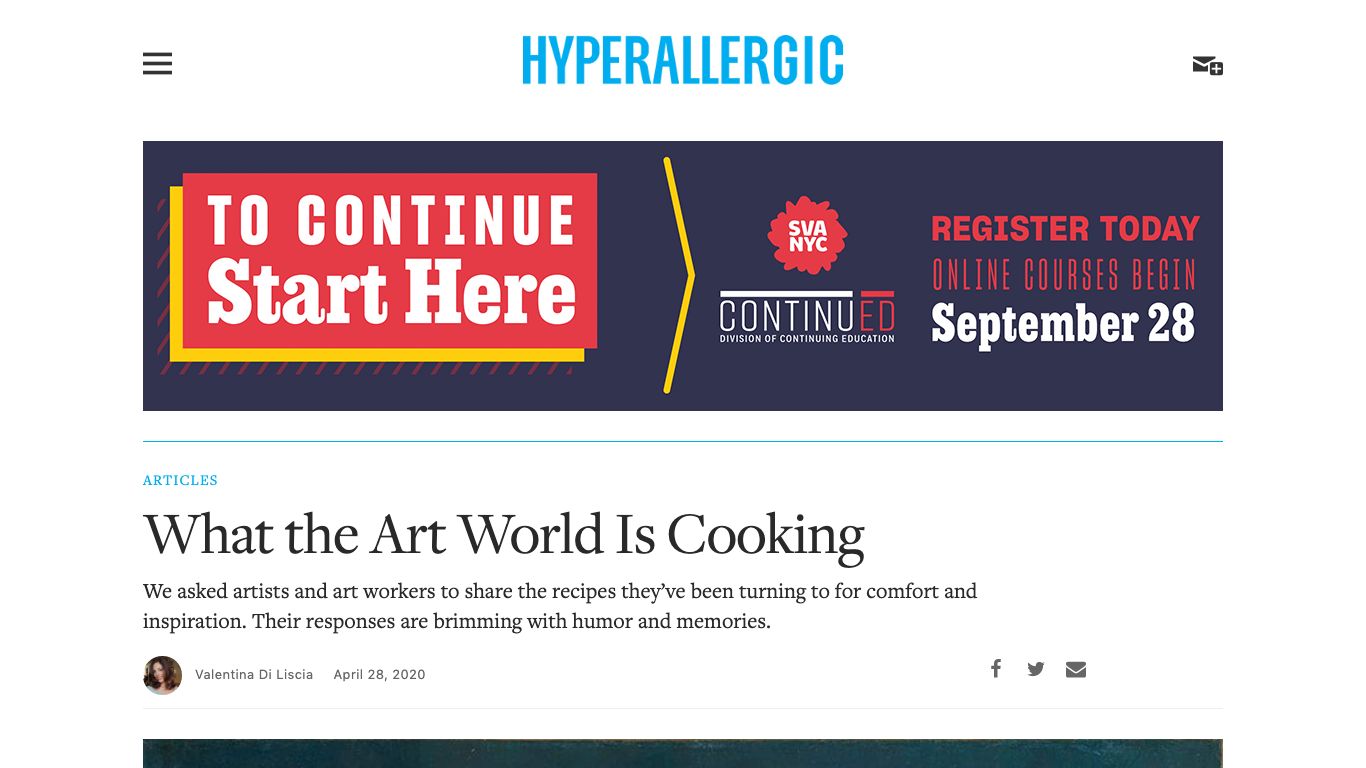 HYPERALLERGIC
TO CONTINUE
Start Here
SVA
NYC
CONTINUED
DIVISION OF CONTINUING EDUCATION
REGISTER TODAY
ONLINE COURSES BEGIN
September 28
ARTICLES
What the Art World Is Cooking
We asked artists and art workers to share the recipes they’ve been turning to for comfort and
inspiration. Their responses are brimming with humor and memories.
Valentina Di Liscia April 28, 2020